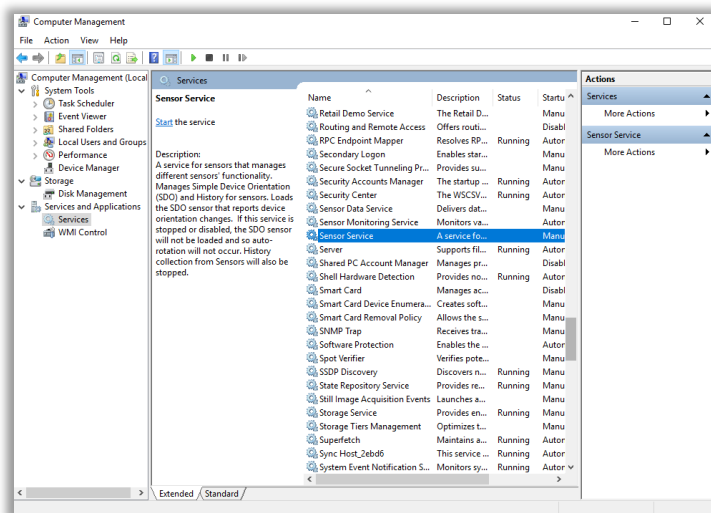 Computer Management
File Action View Help
Computer Management (Local
System Tools
Task Scheduler
Event Viewer
Shared Folders
Local Users and Groups
Performance
Device Manager
Storage
Disk Management
Services and Applications
Services
WMI Control
Services
Sensor Service
Start the service
Description:
A service for sensors that manages
different sensors' functionality.
Manages Simple Device Orientation
(SDO) and History for sensors. Loads
the SDO sensor that reports device
orientation changes. If this service is
stopped or disabled, the SDO sensor
will not be loaded and so auto-
rotation will not occur. History
collection from Sensors will also be
stopped.
Name Description Status Startu
Retail Demo Service The Retail D... Manu
Routing and Remote Access Offers routi... Disabl
RPC Endpoint Mapper Resolves RP... Running Autor
Secondary Logon Enables star... Manu
Secure Socket Tunneling Pr... Provides su... Manu
Security Accounts Manager The startup ... Running Autor
Security Center The WSCSV... Running Autor
Sensor Data Service Delivers dat... Manu
Sensor Monitoring Service Monitors va... Manu
Sensor Service A service fo... Manu
Server Supports fil... Running Autor
Shared PC Account Manager Manages pr... Disabl
Shell Hardware Detection Provides no... Running Autor
Smart Card Manages ac... Disabl
Smart Card Device Enumera... Creates soft... Manu
Smart Card Removal Policy Allows the s... Manu
SNMP Trap Receives tra... Manu
Software Protection Enables the ... Autor
Spot Verifier Verifies pote... Manu
SSDP Discovery Discovers n... Running Manu
State Repository Service Provides re... Running Manu
Still Image Acquisition Events Launches a... Manu
Storage Service Provides en... Running Manu
Storage Tiers Management Optimizes t... Manu
Superfetch Maintains a... Running Autor
Sync Host_2ebd6 This service ... Running Autor
System Event Notification S... Monitors sy... Running Autor
Extended Standard
Actions
Services
More Actions
Sensor Service
More Actions